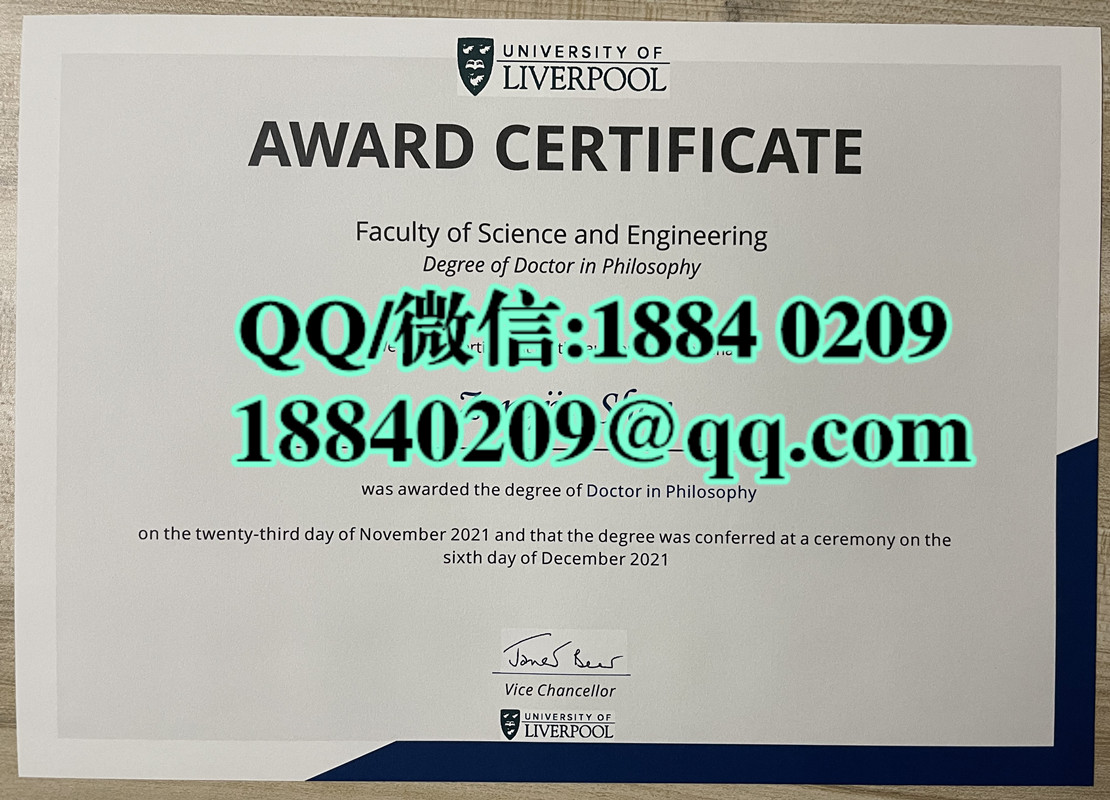 UNIVERSITY OF
LIVERPOOL
AWARD CERTIFICATE
Faculty of Science and Engineering
Degree of Doctor in Philosophy
QQ/微信:1884 0209
18840209@qq.com
was awarded the degree of Doctor in Philosophy
on the twenty-third day of November 2021 and that the degree was conferred at a ceremony on the
sixth day of December 2021
Janet Beer
Vice Chancellor
UNIVERSITY OF
LIVERPOOL